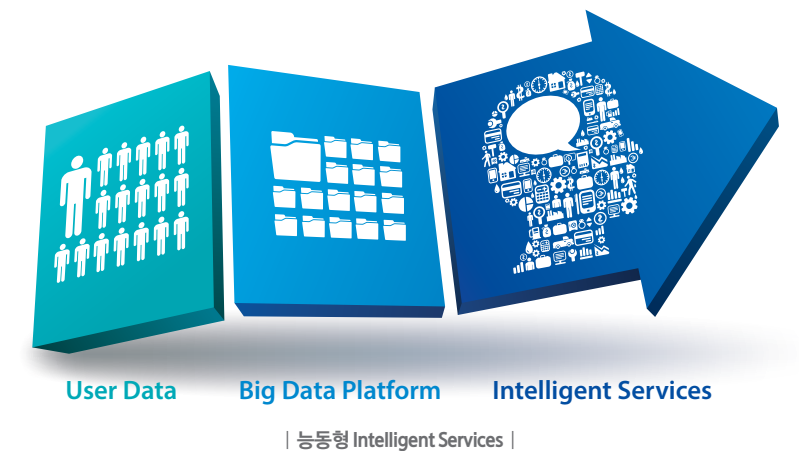 User Data
Big Data Platform
Intelligent Services
| 능동형 Intelligent Services |